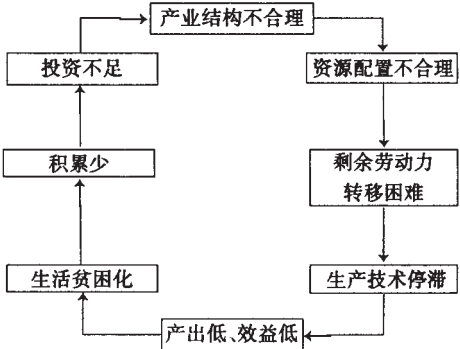 产业结构不合理
投资不足
资源配置不合理
积累少
剩余劳动力
转移困难
生活贫困化
生产技术停滞
产出低、效益低